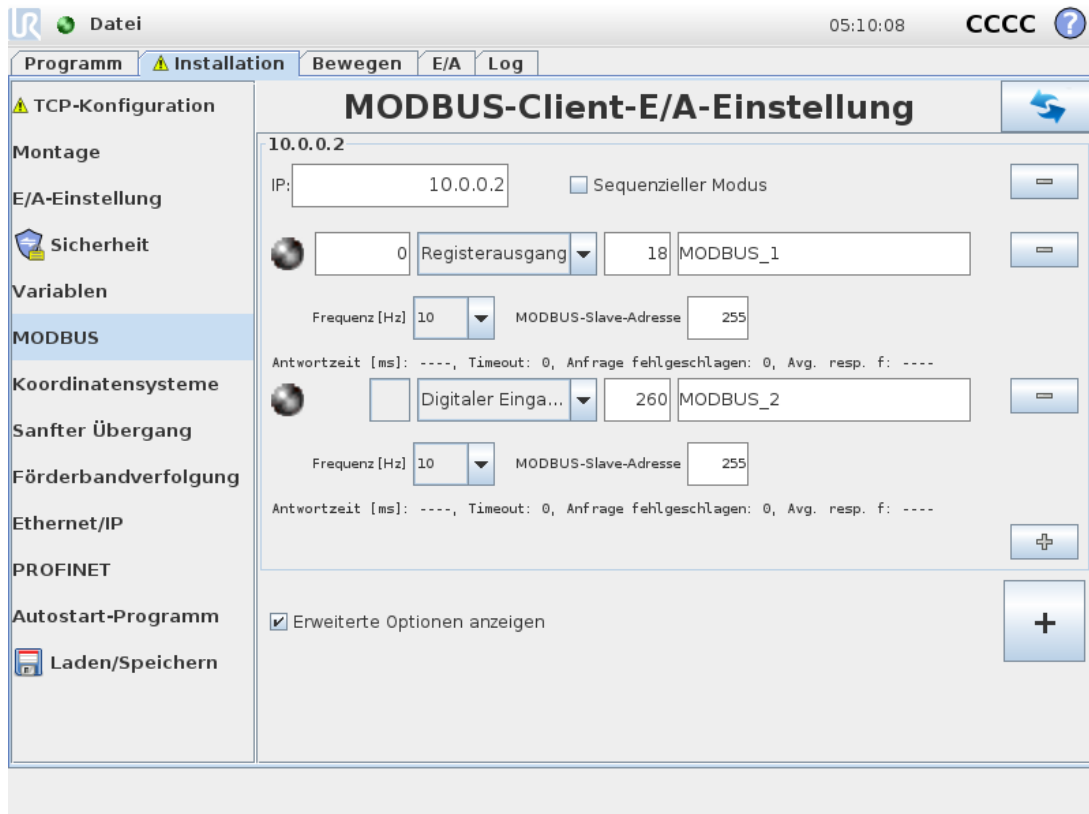 UR Datei 05:10:08 CCCC ?
Programm Installation Bewegen E/A Log
TCP-Konfiguration
Montage
E/A-Einstellung
Sicherheit
Variablen
MODBUS
Koordinatensysteme
Sanfter Übergang
Förderbandverfolgung
Ethernet/IP
PROFINET
Autostart-Programm
Laden/Speichern
MODBUS-Client-E/A-Einstellung
10.0.0.2
IP: 10.0.0.2 Sequenzieller Modus
0 Registerausgang 18 MODBUS_1
Frequenz [Hz] 10 MODBUS-Slave-Adresse 255
Antwortzeit [ms]: ----, Timeout: 0, Anfrage fehlgeschlagen: 0, Avg. resp. f: ----
Digitaler Einga... 260 MODBUS_2
Frequenz [Hz] 10 MODBUS-Slave-Adresse 255
Antwortzeit [ms]: ----, Timeout: 0, Anfrage fehlgeschlagen: 0, Avg. resp. f: ----
Erweiterte Optionen anzeigen